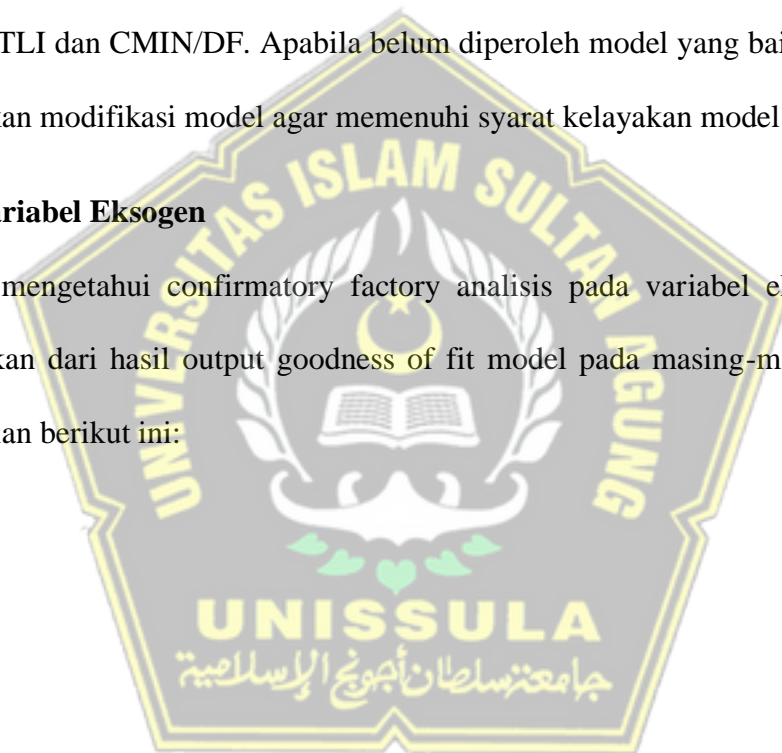 TLI dan CMIN/DF. Apabila belum diperoleh model yang bai
an modifikasi model agar memenuhi syarat kelayakan model
ariabel Eksogen
mengetahui confirmatory factory analisis pada variabel e
kan dari hasil output goodness of fit model pada masing-m
an berikut ini:
UNIVERSITAS ISLAM SULTAN AGUNG
UNISSULA
جامعة سلطان أجونج الإسلامية